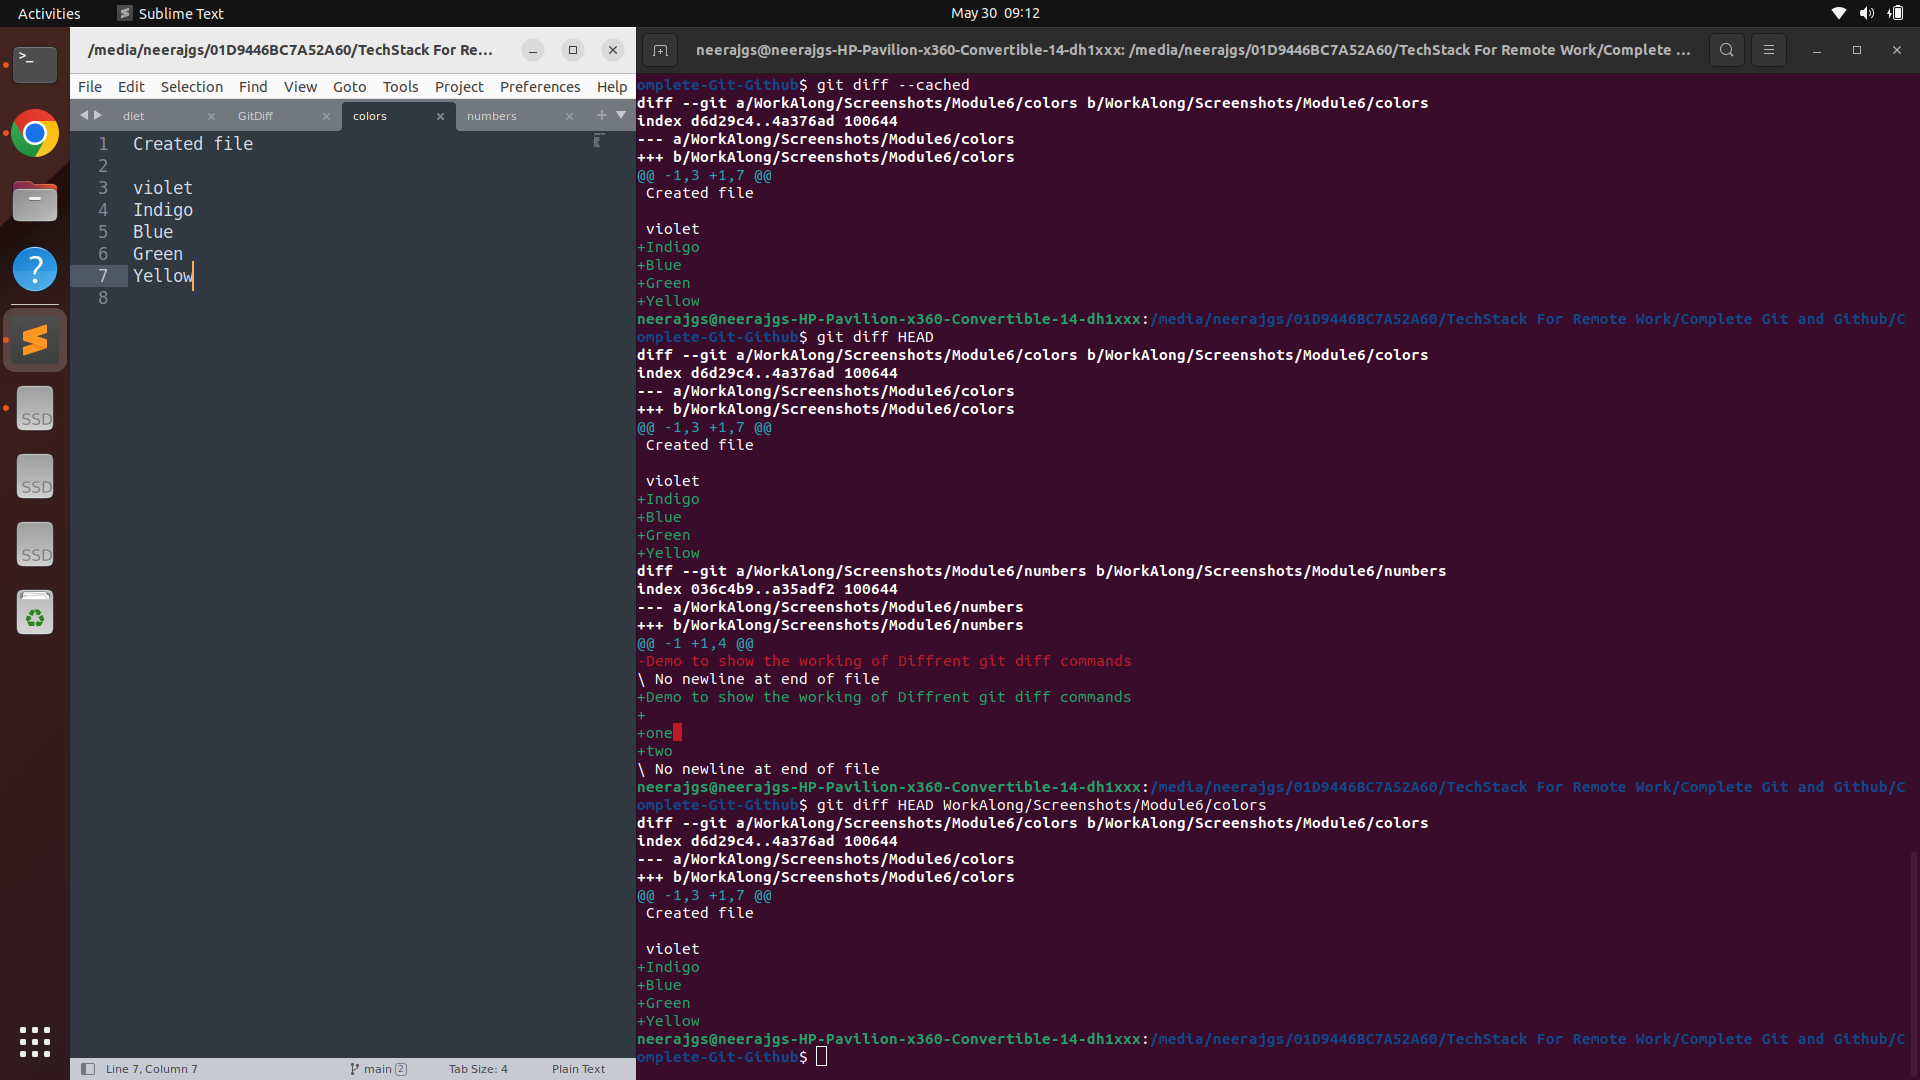 Activities
Sublime Text
May 30 09:12
/media/neerajgs/01D9446BC7A52A60/TechStack For Re...
File Edit Selection Find View Goto Tools Project Preferences Help
diet
GitDiff
colors
numbers
1 Created file
2
3 violet
4 Indigo
5 Blue
6 Green
7 Yellow
8
SSD
SSD
SSD
Line 7, Column 7
main 2
Tab Size: 4
Plain Text
neerajgs@neerajgs-HP-Pavilion-x360-Convertible-14-dh1xxx: /media/neerajgs/01D9446BC7A52A60/TechStack For Remote Work/Complete ...
omplete-Git-Github$ git diff --cached
diff --git a/WorkAlong/Screenshots/Module6/colors b/WorkAlong/Screenshots/Module6/colors
index d6d29c4..4a376ad 100644
--- a/WorkAlong/Screenshots/Module6/colors
+++ b/WorkAlong/Screenshots/Module6/colors
@@ -1,3 +1,7 @@
 Created file

 violet
+Indigo
+Blue
+Green
+Yellow
neerajgs@neerajgs-HP-Pavilion-x360-Convertible-14-dh1xxx:/media/neerajgs/01D9446BC7A52A60/TechStack For Remote Work/Complete Git and Github/C
omplete-Git-Github$ git diff HEAD
diff --git a/WorkAlong/Screenshots/Module6/colors b/WorkAlong/Screenshots/Module6/colors
index d6d29c4..4a376ad 100644
--- a/WorkAlong/Screenshots/Module6/colors
+++ b/WorkAlong/Screenshots/Module6/colors
@@ -1,3 +1,7 @@
 Created file

 violet
+Indigo
+Blue
+Green
+Yellow
diff --git a/WorkAlong/Screenshots/Module6/numbers b/WorkAlong/Screenshots/Module6/numbers
index 036c4b9..a35adf2 100644
--- a/WorkAlong/Screenshots/Module6/numbers
+++ b/WorkAlong/Screenshots/Module6/numbers
@@ -1 +1,4 @@
-Demo to show the working of Diffrent git diff commands
\ No newline at end of file
+Demo to show the working of Diffrent git diff commands
+
+one
+two
\ No newline at end of file
neerajgs@neerajgs-HP-Pavilion-x360-Convertible-14-dh1xxx:/media/neerajgs/01D9446BC7A52A60/TechStack For Remote Work/Complete Git and Github/C
omplete-Git-Github$ git diff HEAD WorkAlong/Screenshots/Module6/colors
diff --git a/WorkAlong/Screenshots/Module6/colors b/WorkAlong/Screenshots/Module6/colors
index d6d29c4..4a376ad 100644
--- a/WorkAlong/Screenshots/Module6/colors
+++ b/WorkAlong/Screenshots/Module6/colors
@@ -1,3 +1,7 @@
 Created file

 violet
+Indigo
+Blue
+Green
+Yellow
neerajgs@neerajgs-HP-Pavilion-x360-Convertible-14-dh1xxx:/media/neerajgs/01D9446BC7A52A60/TechStack For Remote Work/Complete Git and Github/C
omplete-Git-Github$